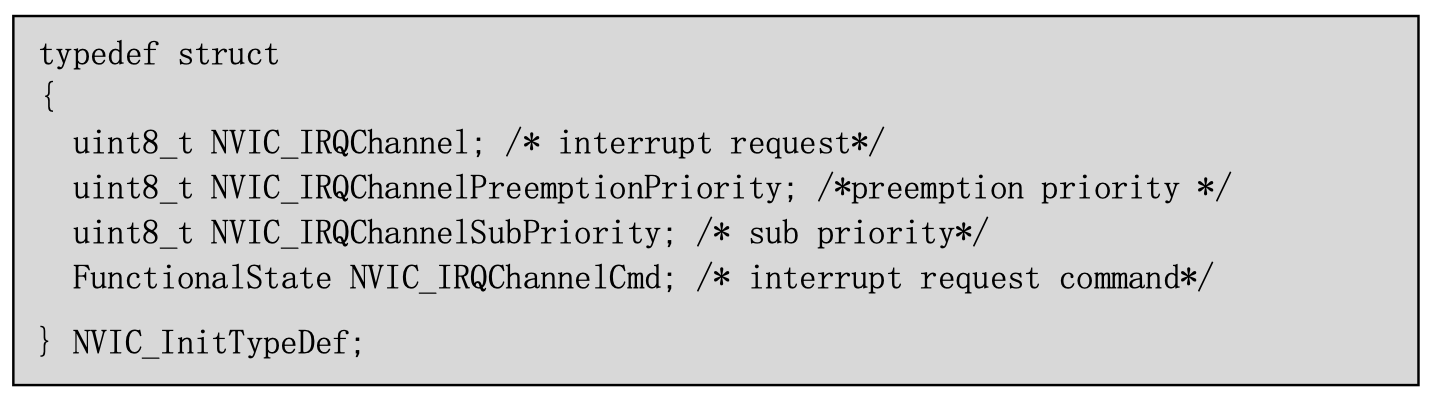 typedef struct
{
uint8_t NVIC_IRQChannel; /* interrupt request*/
uint8_t NVIC_IRQChannelPreemptionPriority; /*preemption priority */
uint8_t NVIC_IRQChannelSubPriority; /* sub priority*/
FunctionalState NVIC_IRQChannelCmd; /* interrupt request command*/
} NVIC_InitTypeDef;